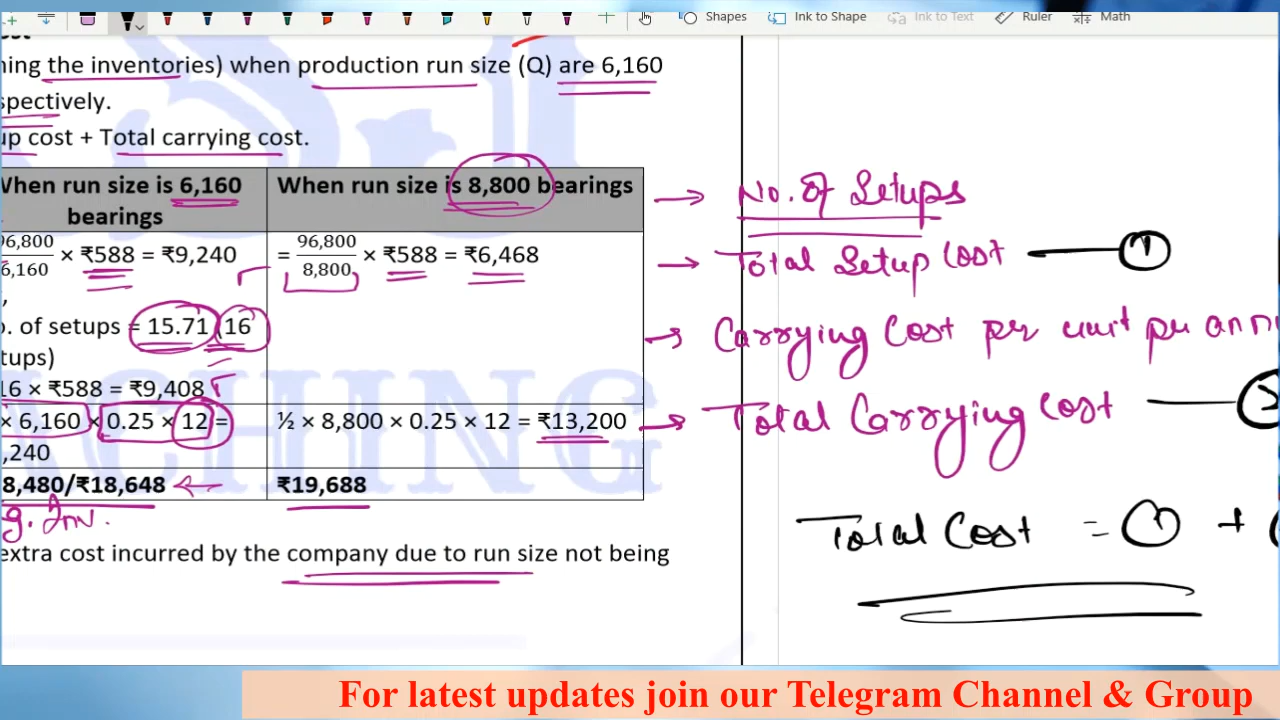 Shapes Ink to Shape Ink to Text Ruler Math
ning the inventories) when production run size (Q) are 6,160
spectively.
up cost + Total carrying cost.
When run size is 6,160 bearings
When run size is 8,800 bearings
96,800
6,160
× ₹588 = ₹9,240
= 96,800
8,800
× ₹588 = ₹6,468
o. of setups = 15.71, 16
tups)
16 × ₹588 = ₹9,408
× 6,160 × 0.25 × 12 =
,240
½ × 8,800 × 0.25 × 12 = ₹13,200
8,480/₹18,648
₹19,688
g. Inv.
extra cost incurred by the company due to run size not being
→ No. of Setups
→ Total Setup Cost — 1
→ Carrying Cost per unit per ann
→ Total Carrying Cost — 2
Total Cost = 1 +
ACHING
For latest updates join our Telegram Channel & Group